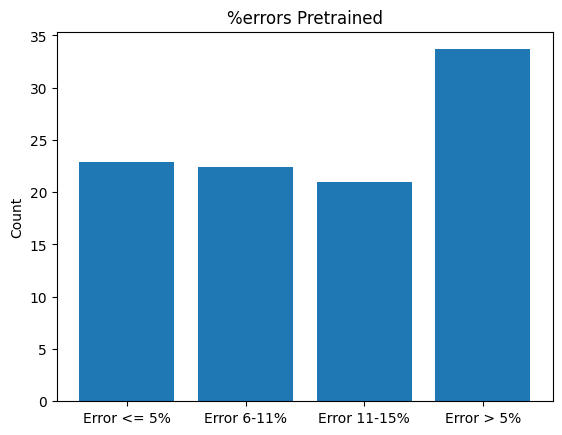 %errors Pretrained
Count
35
30
25
20
15
10
5
0
Error <= 5%
Error 6-11%
Error 11-15%
Error > 5%